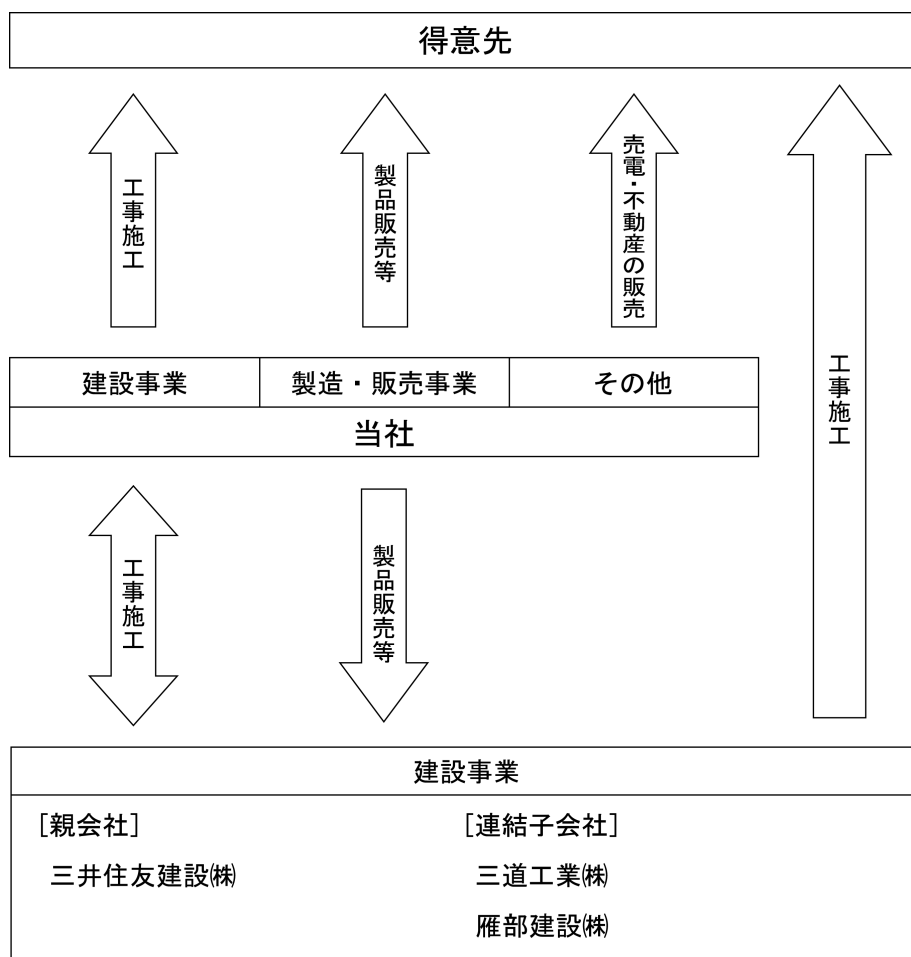 得意先
工事施工
製品販売等
売電・不動産の販売
工事施工
建設事業
製造・販売事業
その他
当社
工事施工
製品販売等
建設事業
［親会社］
三井住友建設㈱
［連結子会社］
三道工業㈱
雁部建設㈱